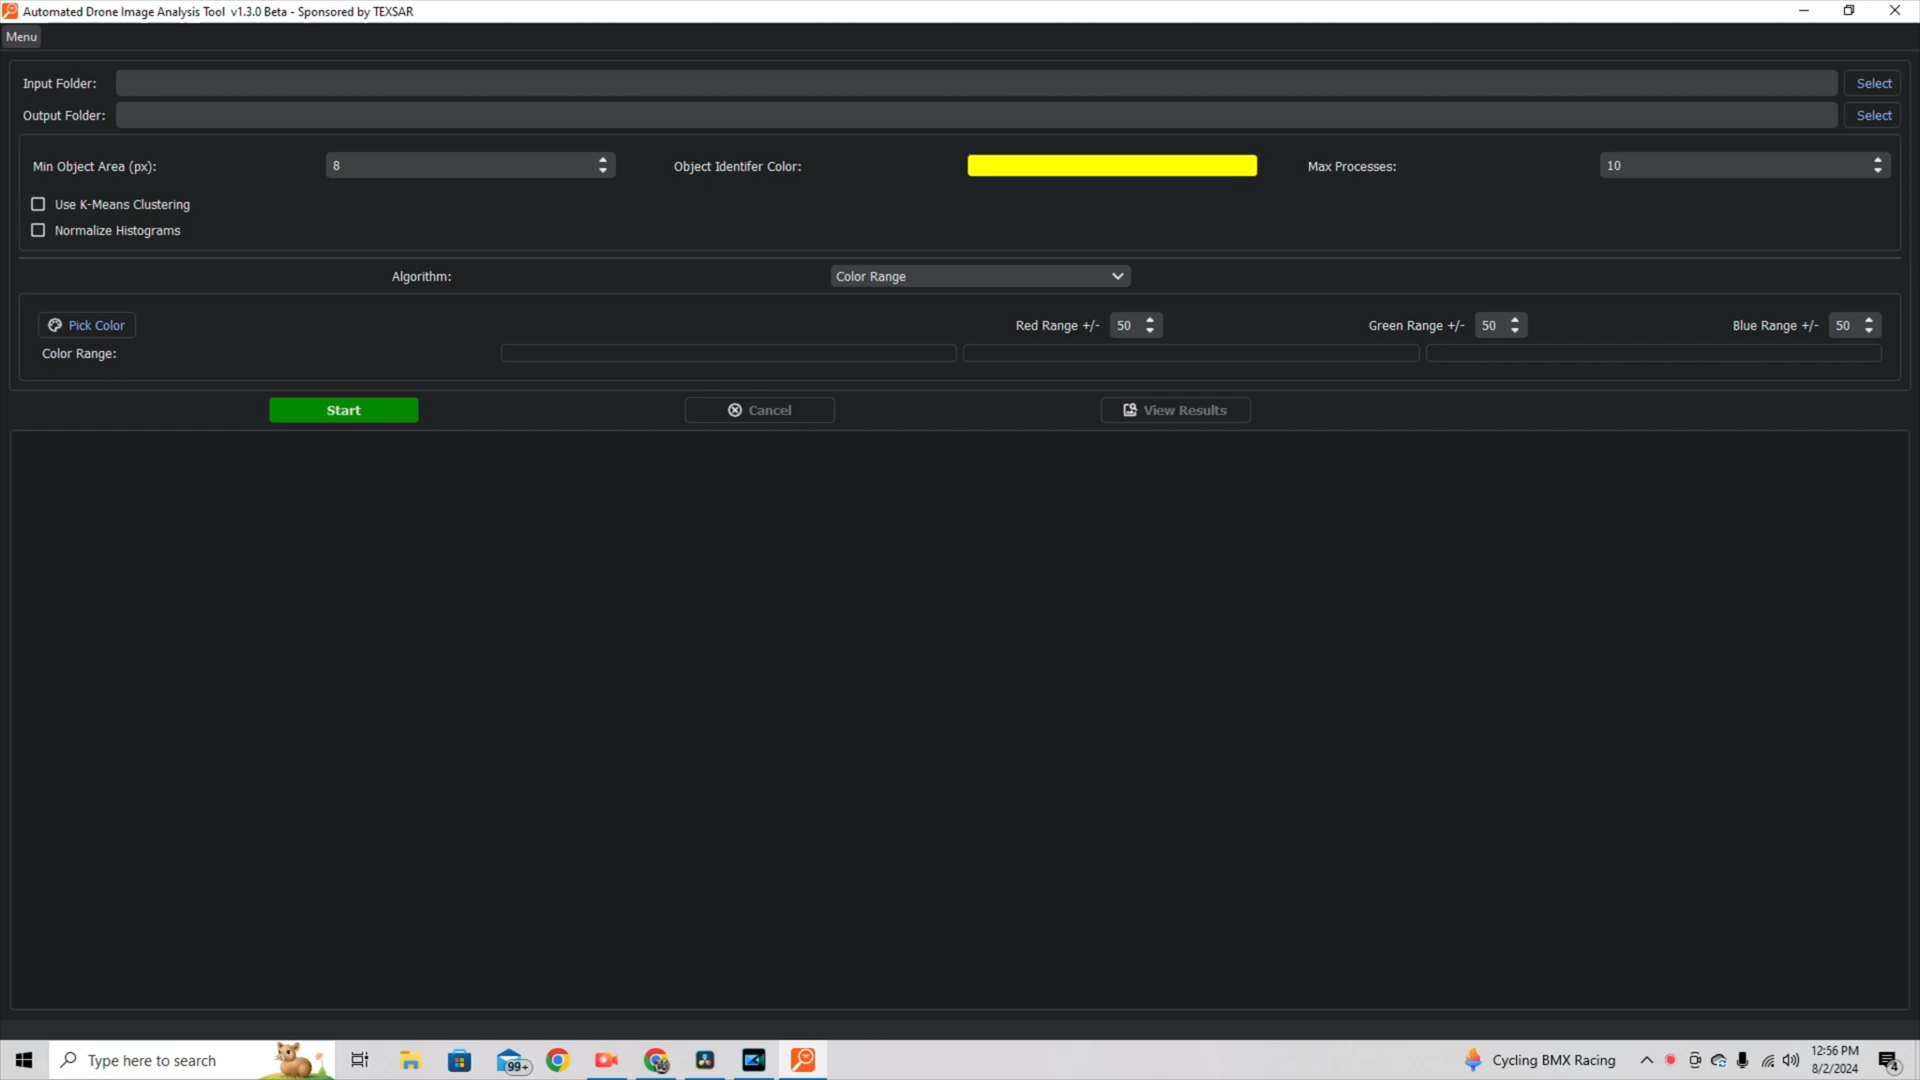 Automated Drone Image Analysis Tool v1.3.0 Beta - Sponsored by TEXSAR
Menu
Input Folder: Select
Output Folder: Select
Min Object Area (px): 8 Object Identifer Color: Max Processes: 10
Use K-Means Clustering
Normalize Histograms
Algorithm: Color Range
Pick Color Red Range +/- 50 Green Range +/- 50 Blue Range +/- 50
Color Range:
Start Cancel View Results
Type here to search 99+ Cycling BMX Racing 12:56 PM
8/2/2024 4